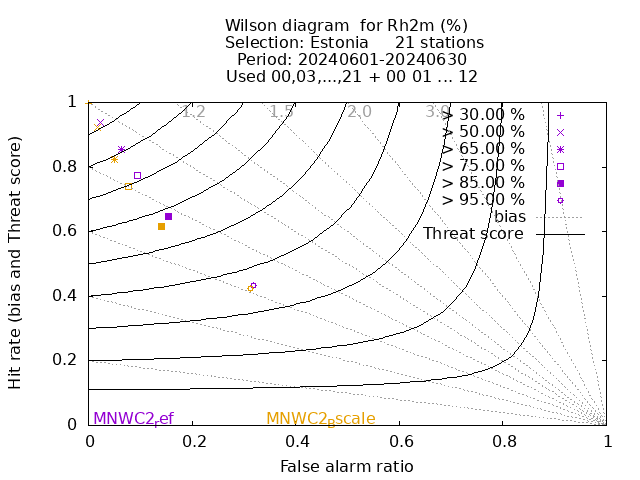 Wilson diagram  for Rh2m (%)
Selection: Estonia     21 stations
Period: 20240601-20240630
Used 00,03,...,21 + 00 01 ... 12
1.2 1.5 2.0 3.0
> 30.00 %
> 50.00 %
> 65.00 %
> 75.00 %
> 85.00 %
> 95.00 %
bias
Threat score
Hit rate (bias and Threat score)
1
0.8
0.6
0.4
0.2
0
MNWC2ref MNWC2Bscale
0 0.2 0.4 0.6 0.8 1
False alarm ratio